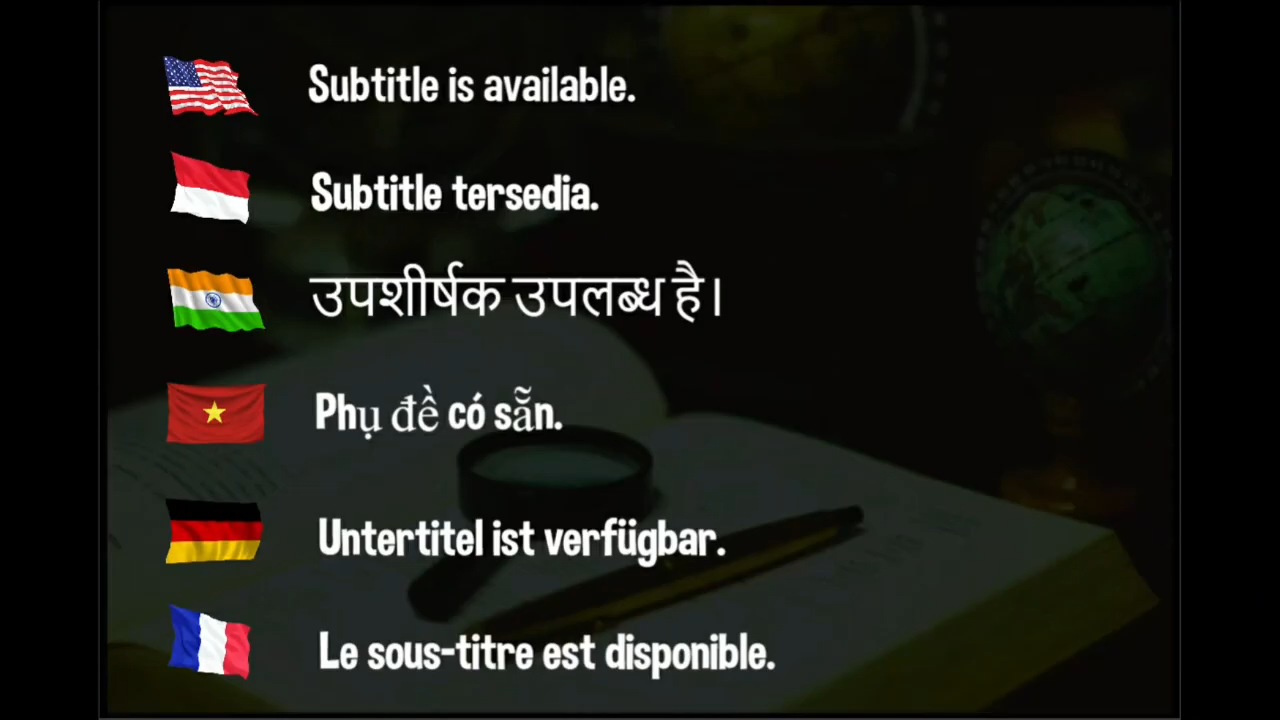 Subtitle is available.
Subtitle tersedia.
उपशीर्षक उपलब्ध है।
Phụ đề có sẵn.
Untertitel ist verfügbar.
Le sous-titre est disponible.